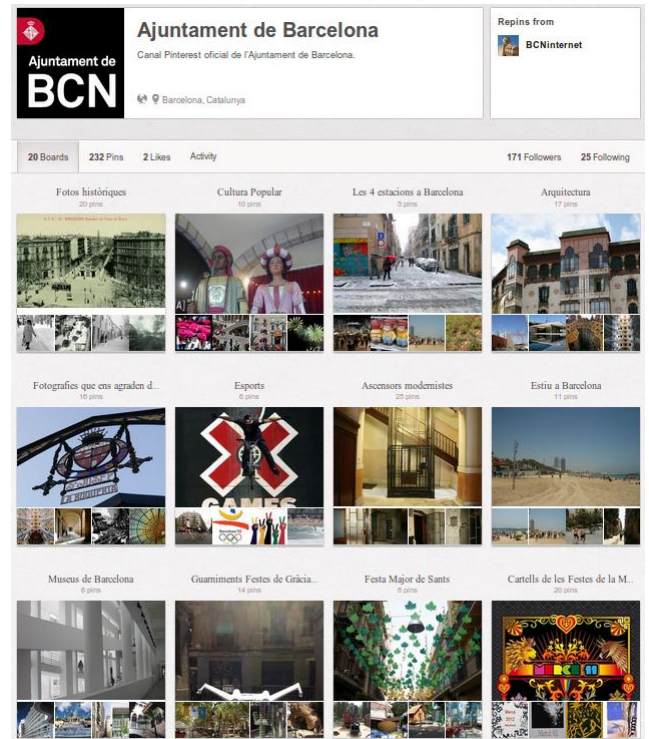 Ajuntament de
BCN
Ajuntament de Barcelona
Canal Pinterest oficial de l'Ajuntament de Barcelona.
Barcelona, Catalunya
Repins from
BCNinternet
20 Boards 232 Pins 2 Likes Activity 171 Followers 25 Following
Fotos històriques
20 pins
Cultura Popular
10 pins
Les 4 estacions a Barcelona
5 pins
Arquitectura
17 pins
Fotografies que ens agraden d...
16 pins
Esports
6 pins
Ascensors modernistes
25 pins
Estiu a Barcelona
11 pins
LA BOQUERIA
GAMES
Museus de Barcelona
6 pins
Guarniments Festes de Gràcia...
14 pins
Festa Major de Sants
8 pins
Cartells de les Festes de la M...
20 pins